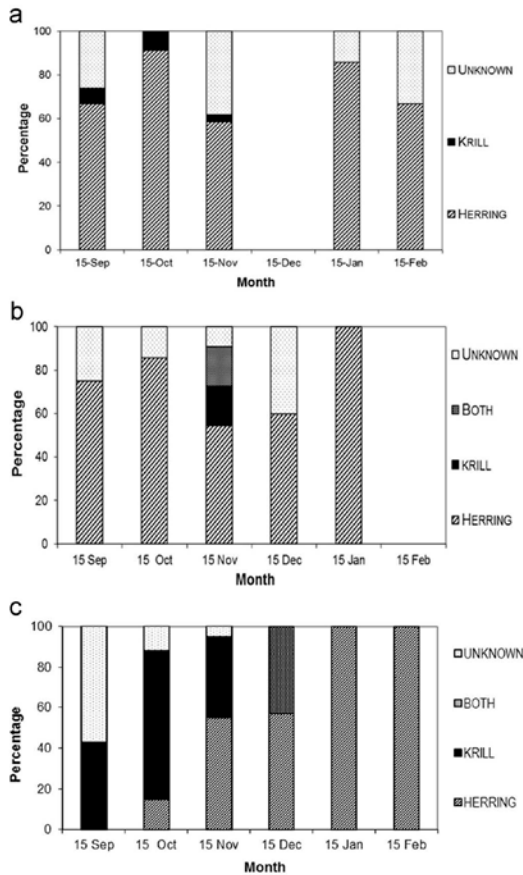 a
100
80
60
40
20
0
Percentage
15-Sep 15-Oct 15-Nov 15-Dec 15-Jan 15-Feb
Month
UNKNOWN
KRILL
HERRING
b
100
80
60
40
20
0
Percentage
15 Sep 15 Oct 15 Nov 15 Dec 15 Jan 15 Feb
Month
UNKNOWN
BOTH
KRILL
HERRING
c
100
80
60
40
20
0
Percentage
15 Sep 15 Oct 15 Nov 15 Dec 15 Jan 15 Feb
Month
UNKNOWN
BOTH
KRILL
HERRING